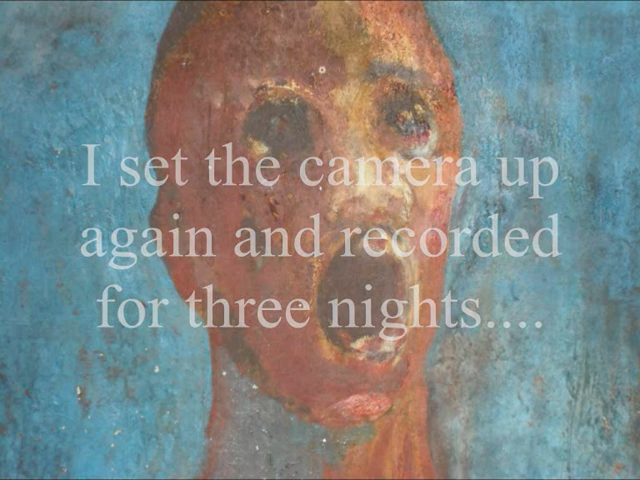 I set the camera up
again and recorded
for three nights....